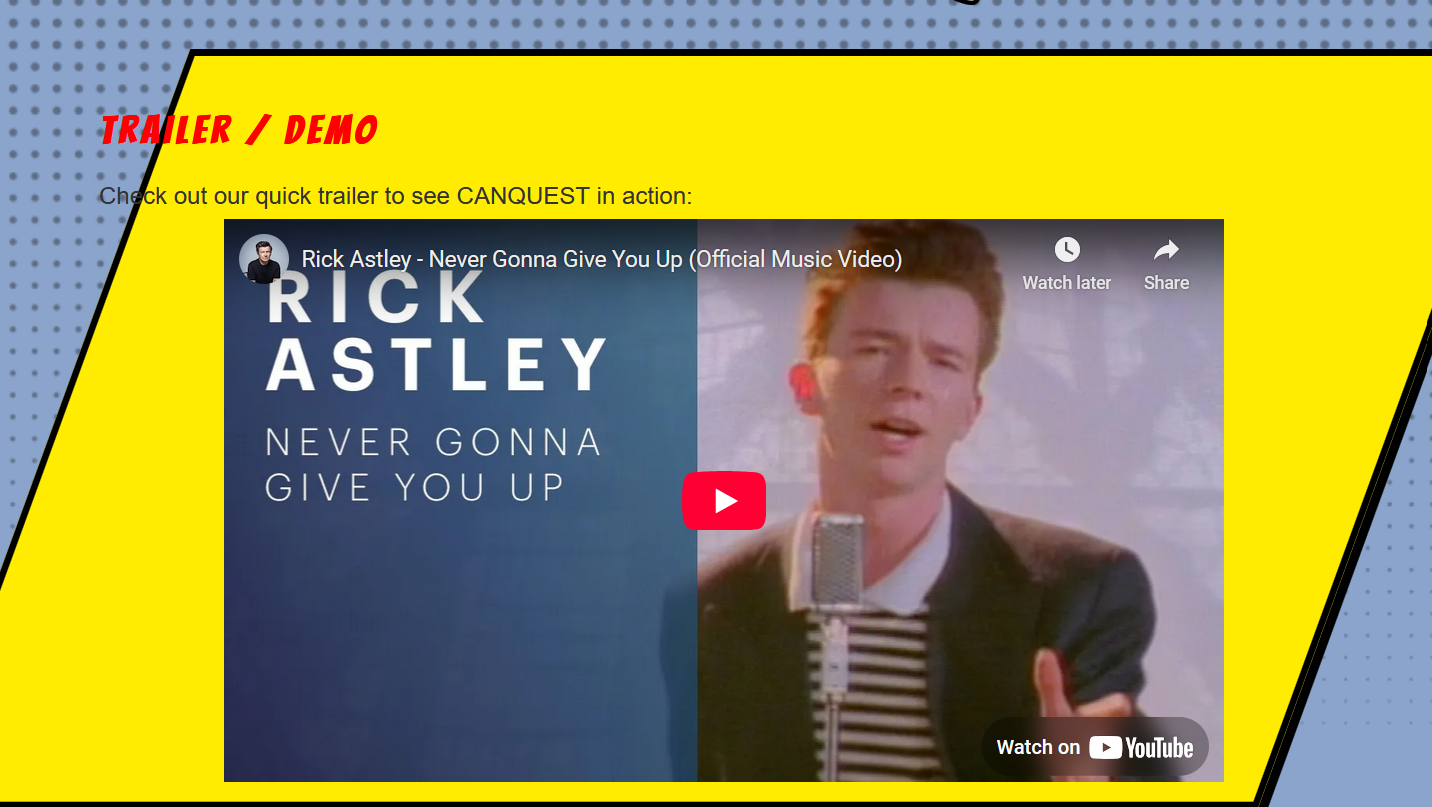 TRAILER / DEMO
Check out our quick trailer to see CANQUEST in action:
Rick Astley - Never Gonna Give You Up (Official Music Video)
Watch later
Share
RICK
ASTLEY
NEVER GONNA
GIVE YOU UP
Watch on YouTube